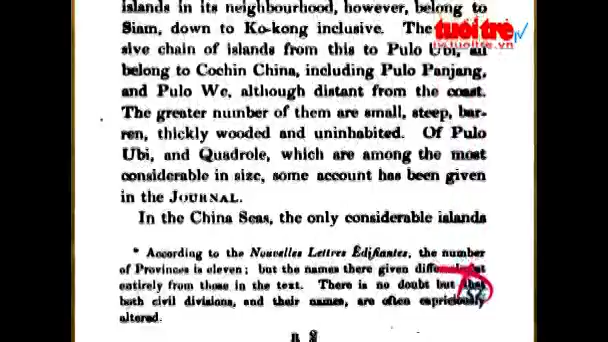 islands in its neighbourhood, however, belong to
Siam, down to Ko-kong inclusive. The
sive chain of islands from this to Pulo Ubi, all
belong to Cochin China, including Pulo Panjang,
and Pulo We, although distant from the coast.
The greater number of them are small, steep, bar-
ren, thickly wooded and uninhabited. Of Pulo
Ubi, and Quadrole, which are among the most
considerable in size, some account has been given
in the JOURNAL.
In the China Seas, the only considerable islands
* According to the Nouvelles Lettres Édifiantes, the number
of Provinces is eleven; but the names there given
entirely from those in the text. There is no doubt but that
both civil divisions, and their names, are often capriciously
altered.
tuổi trẻ TV
tv.tuoitre.vn